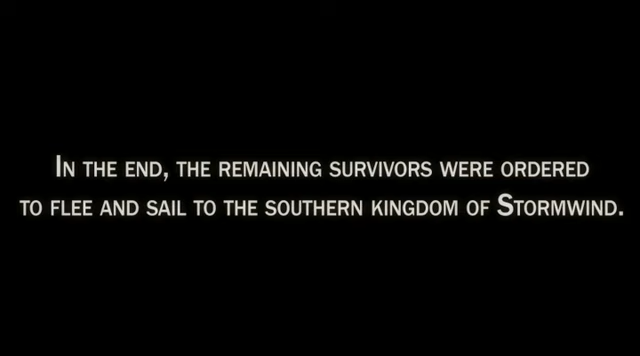 In the end, the remaining survivors were ordered
to flee and sail to the southern kingdom of Stormwind.